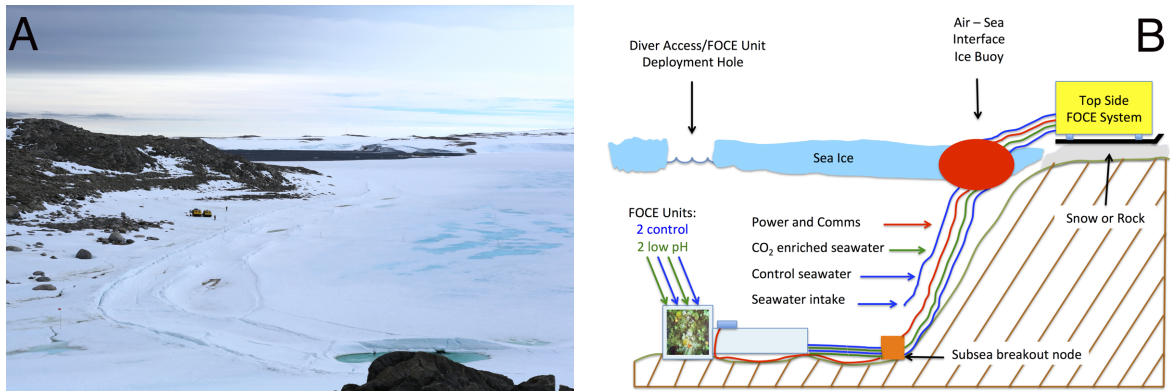 A
B
Diver Access/FOCE Unit
Deployment Hole
Air – Sea
Interface
Ice Buoy
Top Side
FOCE System
Sea Ice
Snow or Rock
FOCE Units:
2 control
2 low pH
Power and Comms
CO₂ enriched seawater
Control seawater
Seawater intake
Subsea breakout node